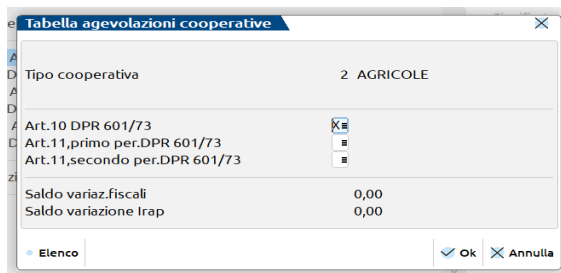 Tabella agevolazioni cooperative
Tipo cooperativa 2 AGRICOLE
Art.10 DPR 601/73 X
Art.11,primo per.DPR 601/73
Art.11,secondo per.DPR 601/73
Saldo variaz.fiscali 0,00
Saldo variazione Irap 0,00
Elenco Ok Annulla